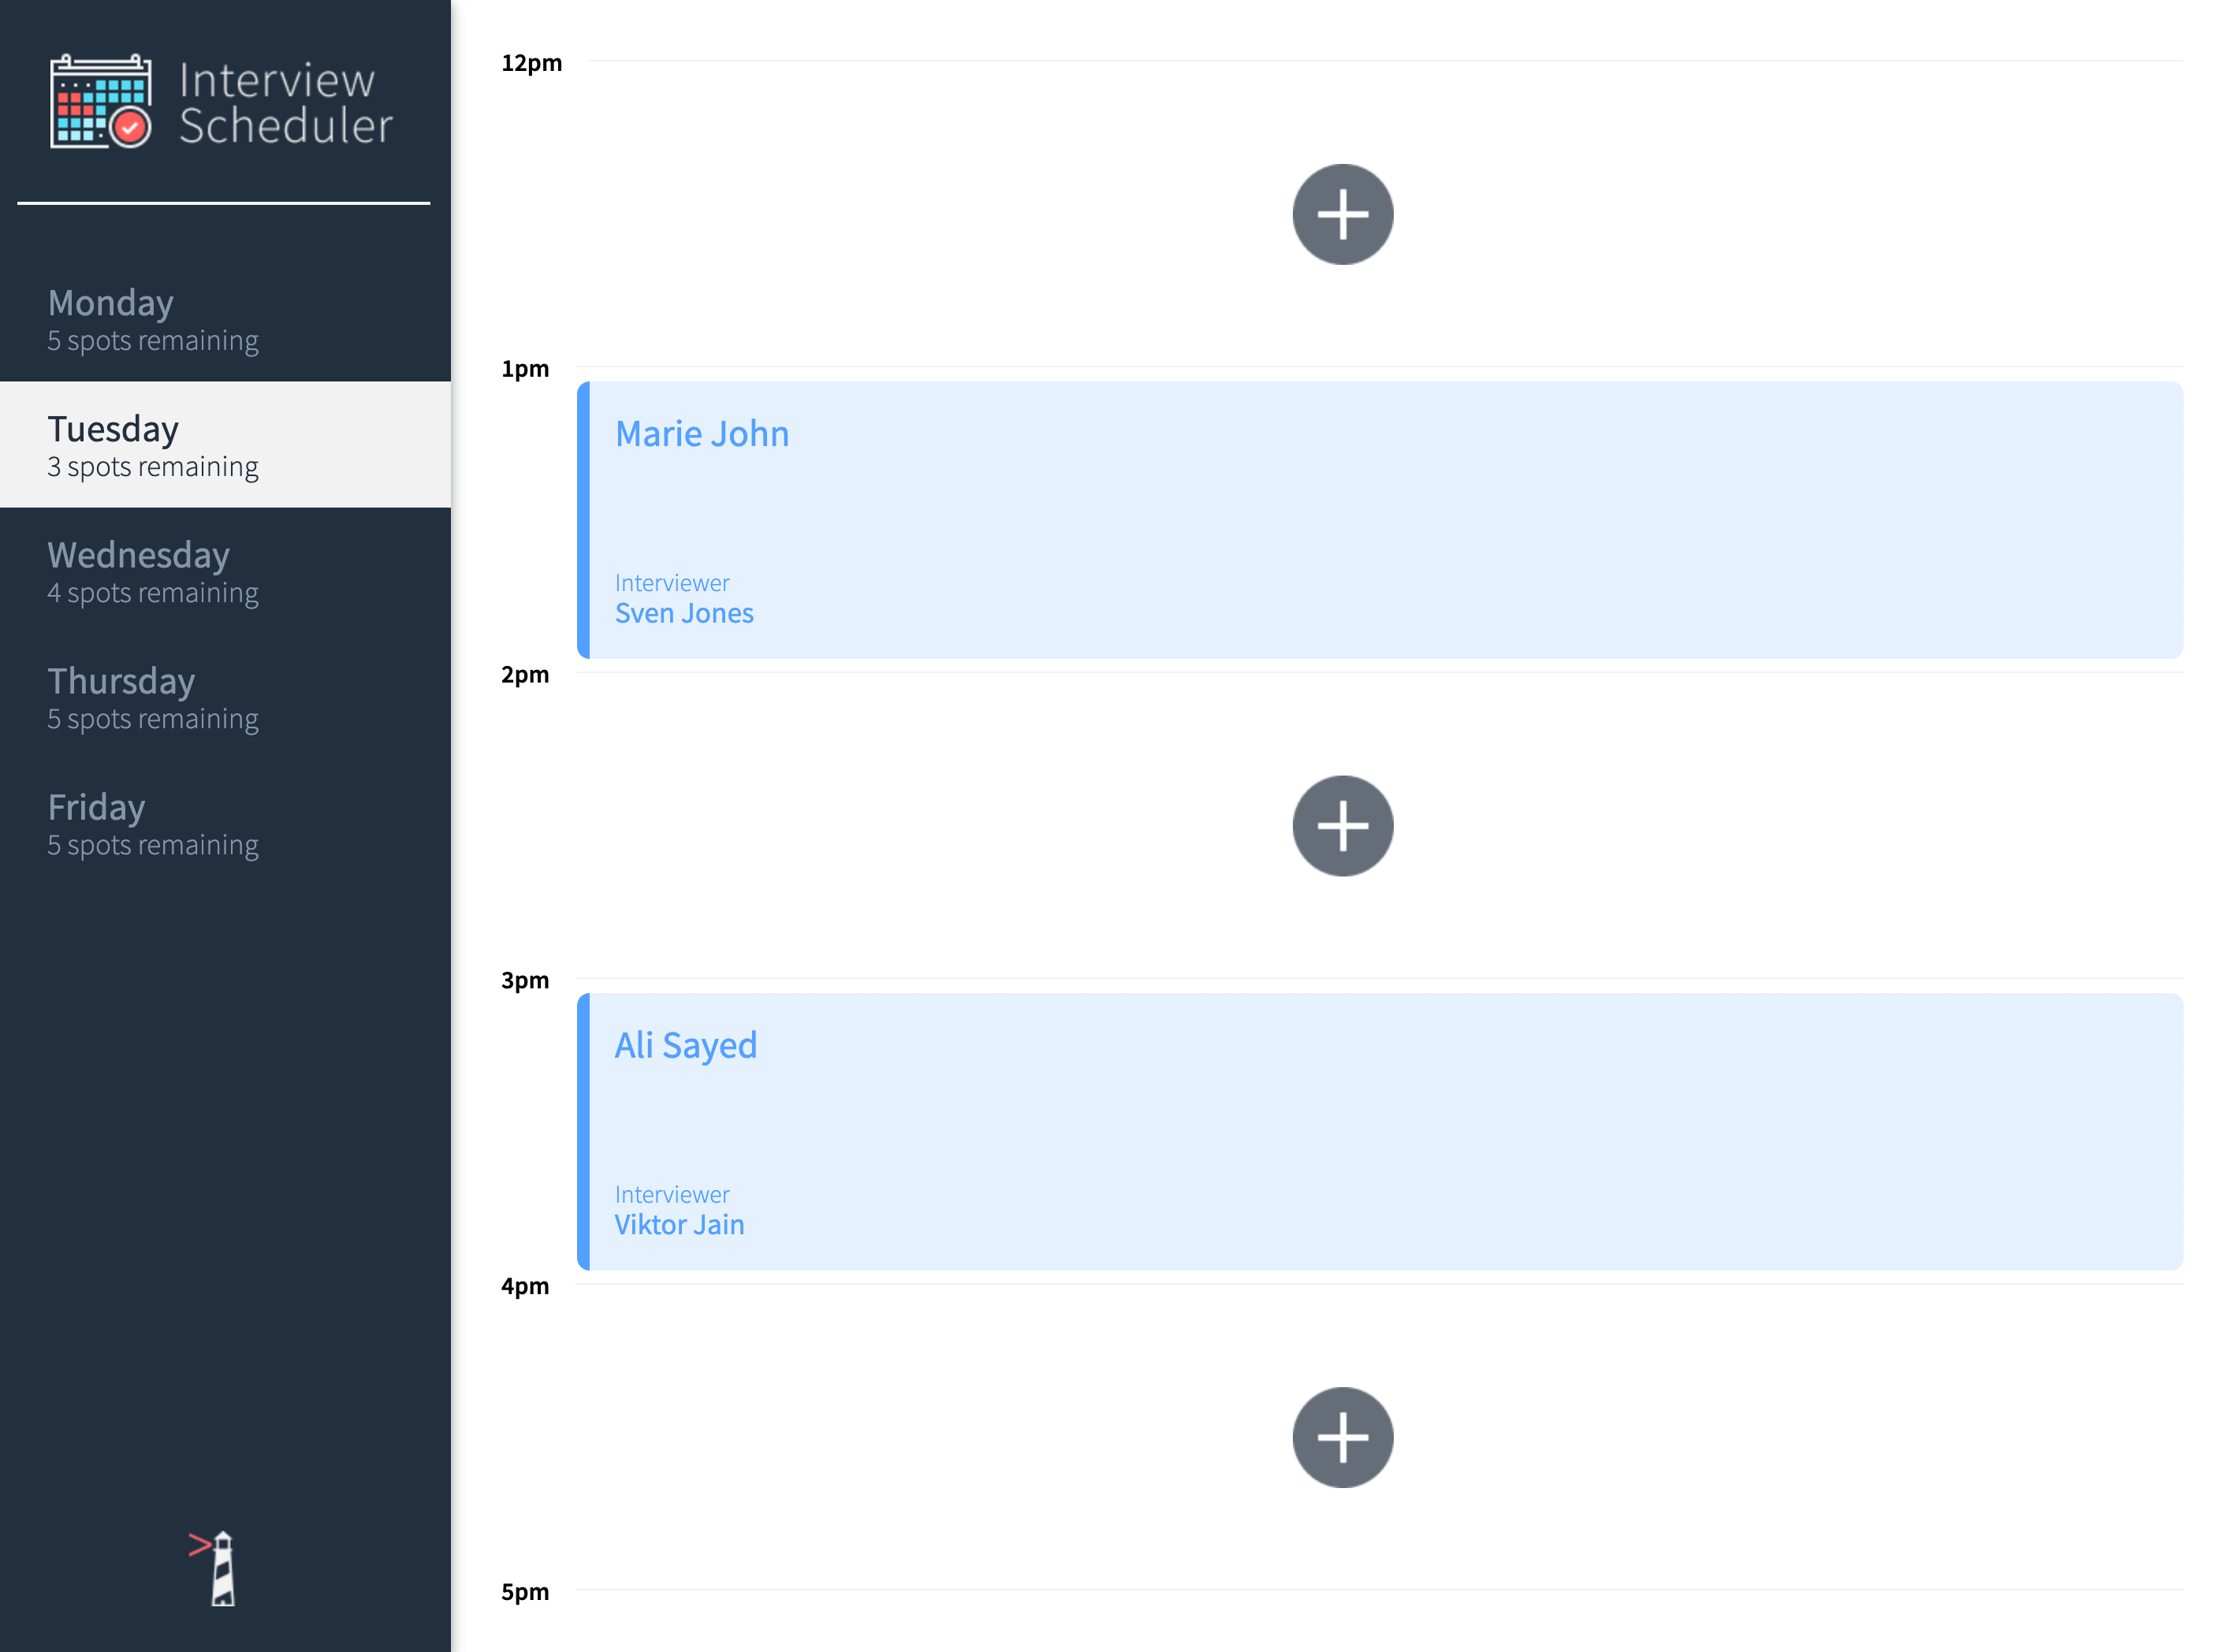 Interview
Scheduler
Monday
5 spots remaining
Tuesday
3 spots remaining
Wednesday
4 spots remaining
Thursday
5 spots remaining
Friday
5 spots remaining
12pm
1pm
Marie John
Interviewer
Sven Jones
2pm
3pm
Ali Sayed
Interviewer
Viktor Jain
4pm
5pm